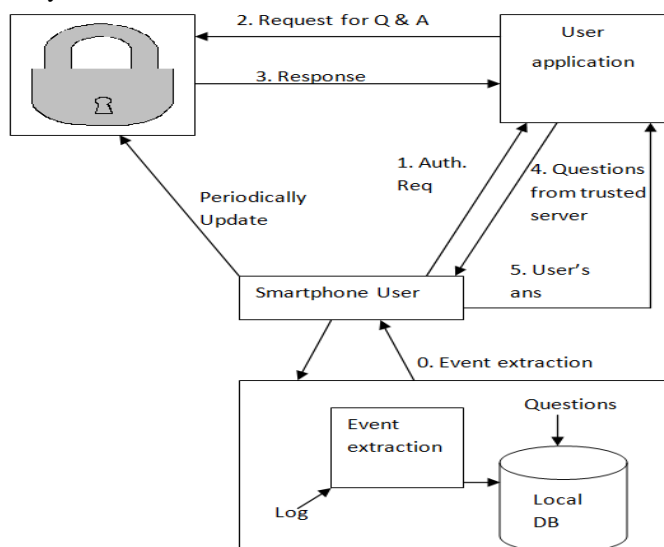 2. Request for Q & A
User
application
3. Response
1. Auth.
Req
4. Questions
from trusted
server
Periodically
Update
5. User's
ans
Smartphone User
0. Event extraction
Questions
Event
extraction
Log
Local
DB